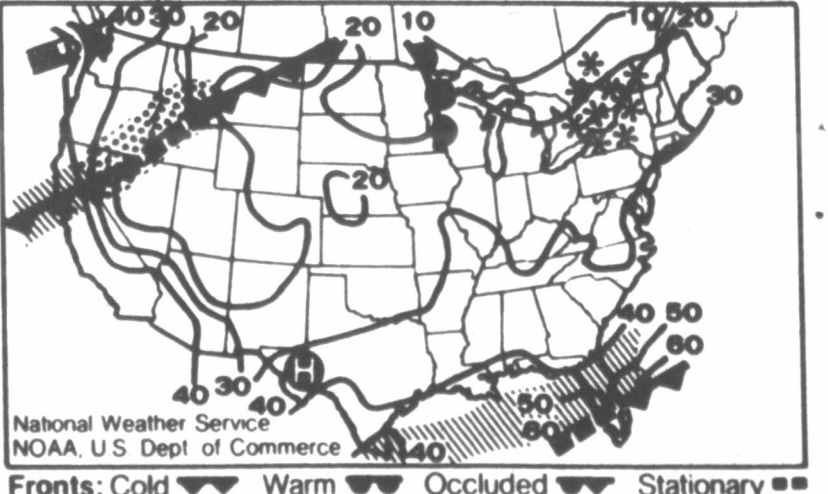 40 30 20 20 10 10 20
30
20
40 50
60
H
40 30
40
50
60
40
National Weather Service
NOAA, U.S. Dept of Commerce
Fronts: Cold Warm Occluded Stationary